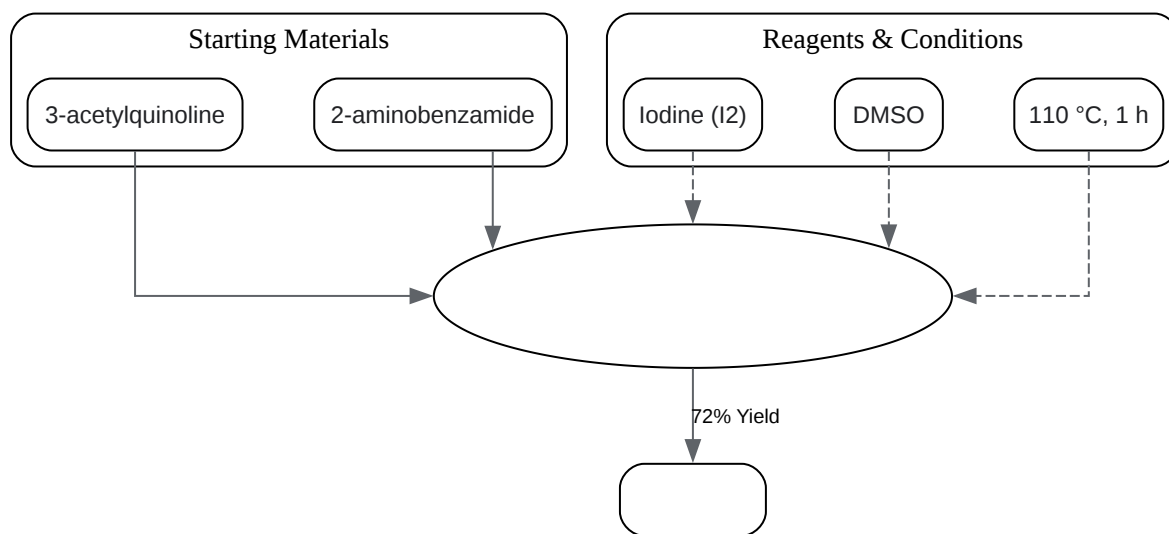 Starting Materials
Reagents & Conditions
3-acetylquinoline
2-aminobenzamide
Iodine (I2)
DMSO
110 °C, 1 h
72% Yield